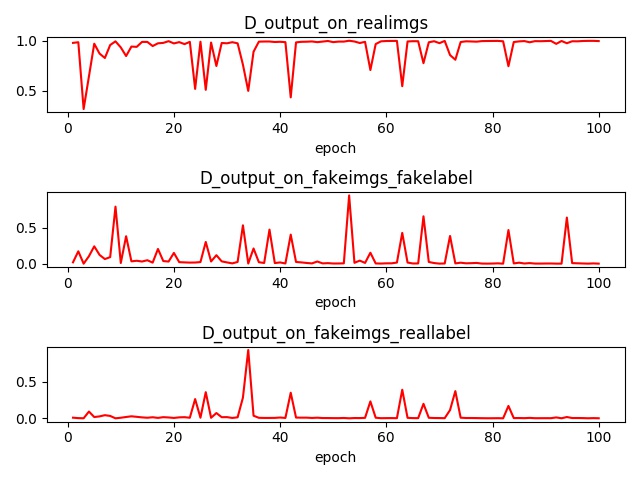 D_output_on_realimgs
1.0
0.5
0 20 40 60 80 100
epoch
D_output_on_fakeimgs_fakelabel
0.5
0.0
0 20 40 60 80 100
epoch
D_output_on_fakeimgs_reallabel
0.5
0.0
0 20 40 60 80 100
epoch